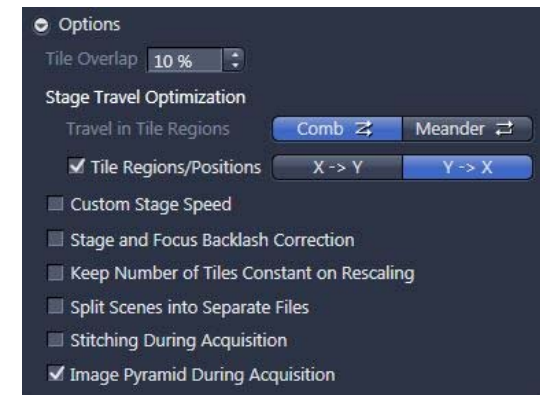 Options
Tile Overlap 10 %
Stage Travel Optimization
Travel in Tile Regions Comb Meander
Tile Regions/Positions X -> Y Y -> X
Custom Stage Speed
Stage and Focus Backlash Correction
Keep Number of Tiles Constant on Rescaling
Split Scenes into Separate Files
Stitching During Acquisition
Image Pyramid During Acquisition